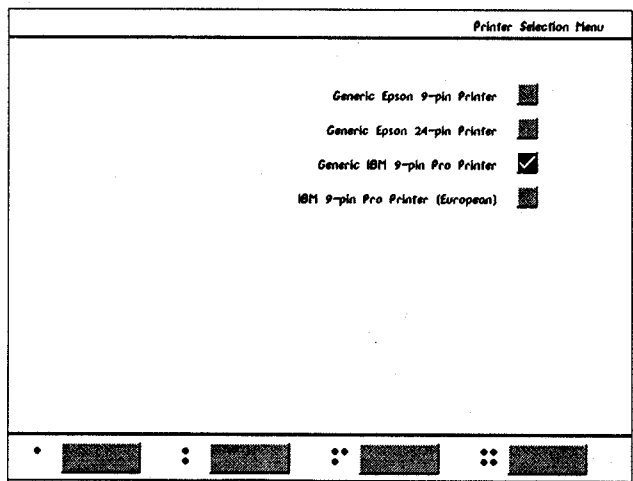 Printer Selection Menu
Generic Epson 9-pin Printer
Generic Epson 24-pin Printer
Generic IBM 9-pin Pro Printer
IBM 9-pin Pro Printer (European)